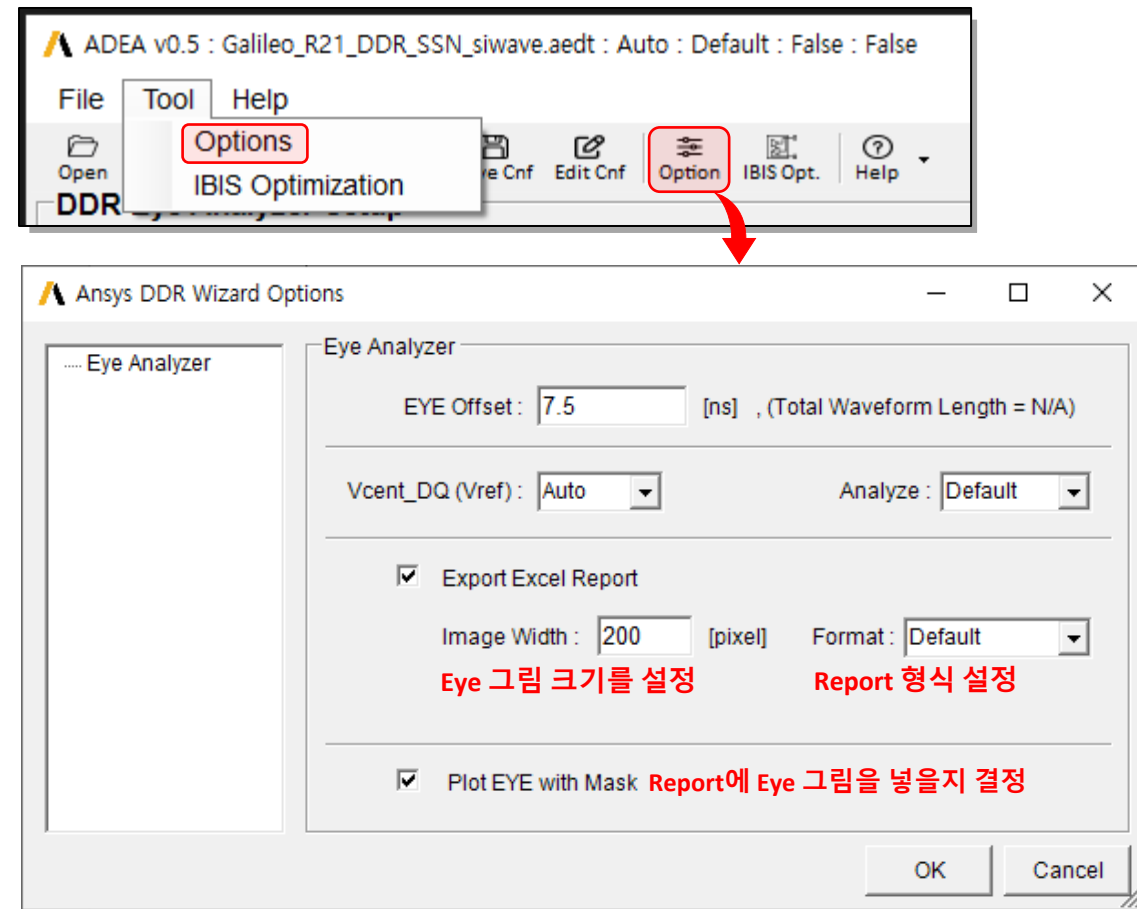 ADEA v0.5 : Galileo_R21_DDR_SSN_siwave.aedt : Auto : Default : False : False
File Tool Help
Options
IBIS Optimization
Open Cnf Edit Cnf Option IBIS Opt. Help
DDR
Ansys DDR Wizard Options
Eye Analyzer
Eye Analyzer
EYE Offset : 7.5 [ns] , (Total Waveform Length = N/A)
Vcent_DQ (Vref) : Auto Analyze : Default
Export Excel Report
Image Width : 200 [pixel] Format : Default
Eye 그림 크기를 설정 Report 형식 설정
Plot EYE with Mask Report에 Eye 그림을 넣을지 결정
OK Cancel